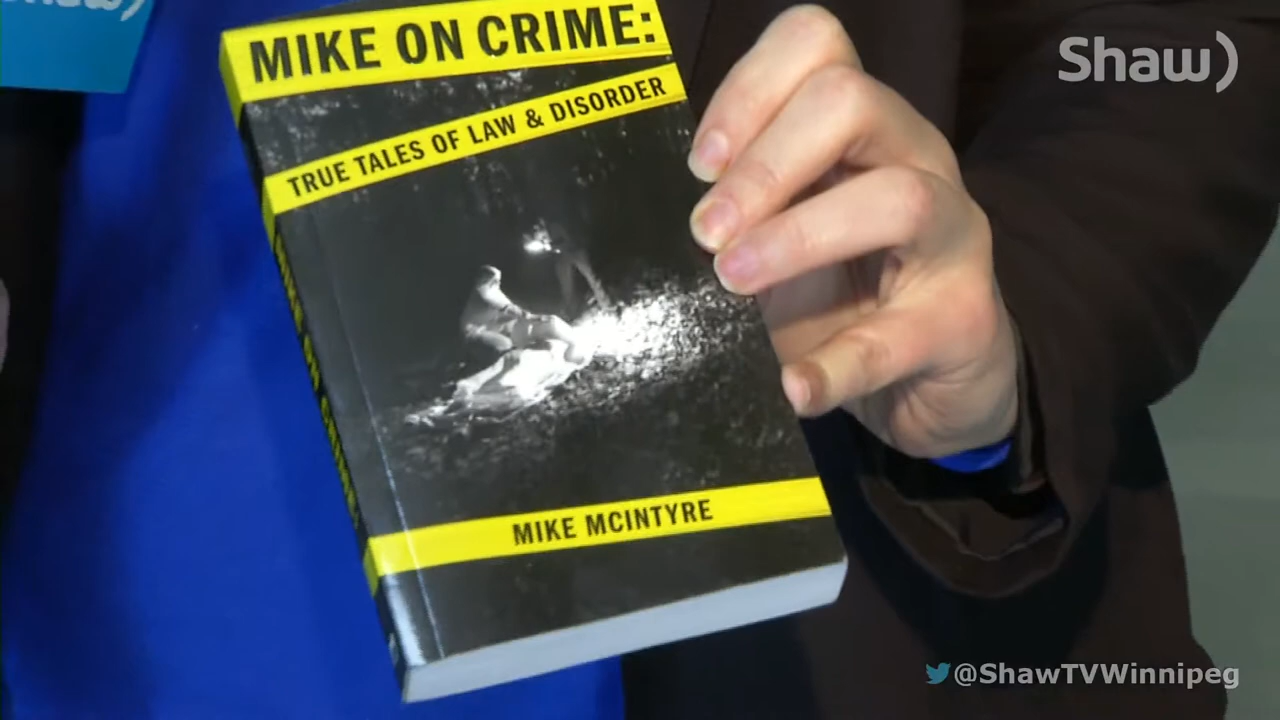 Shaw)
MIKE ON CRIME:
TRUE TALES OF LAW & DISORDER
MIKE MCINTYRE
@ShawTVWinnipeg